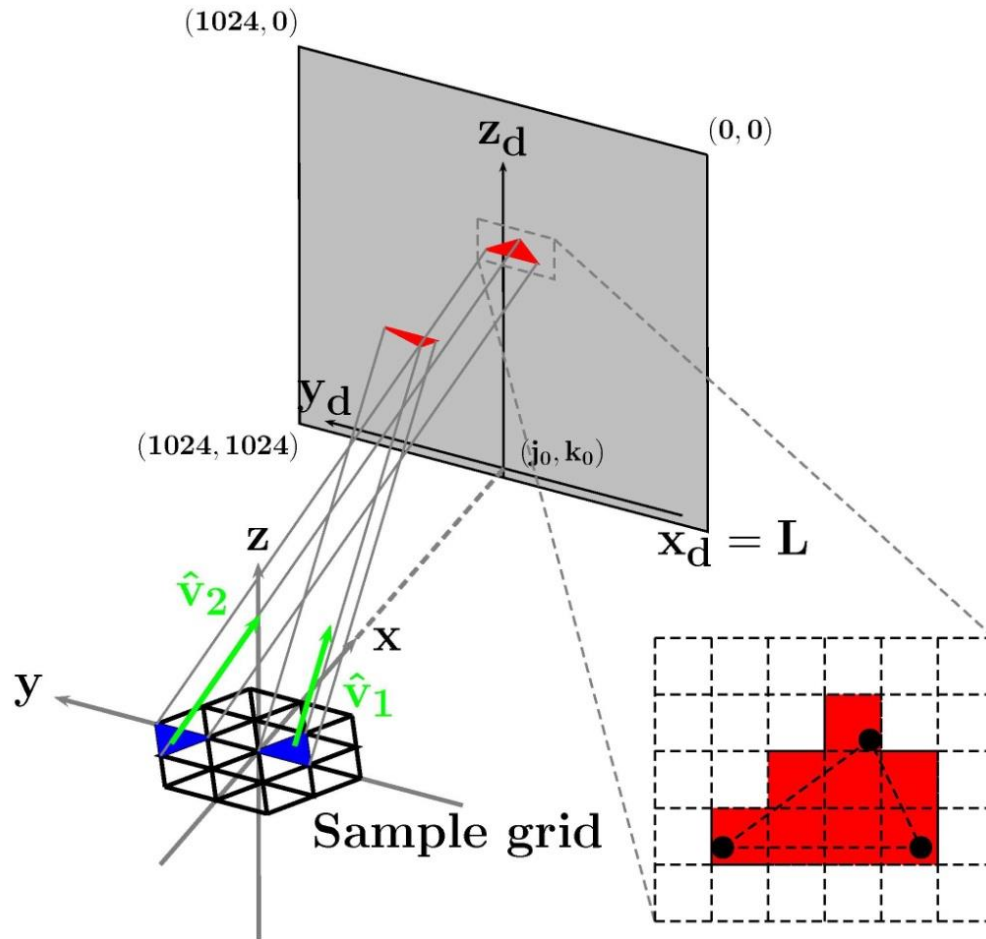 (1024, 0)
(0, 0)
z_d
y_d
(1024, 1024)
(j_0, k_0)
x_d = L
z
v̂_2
x
y
v̂_1
Sample grid